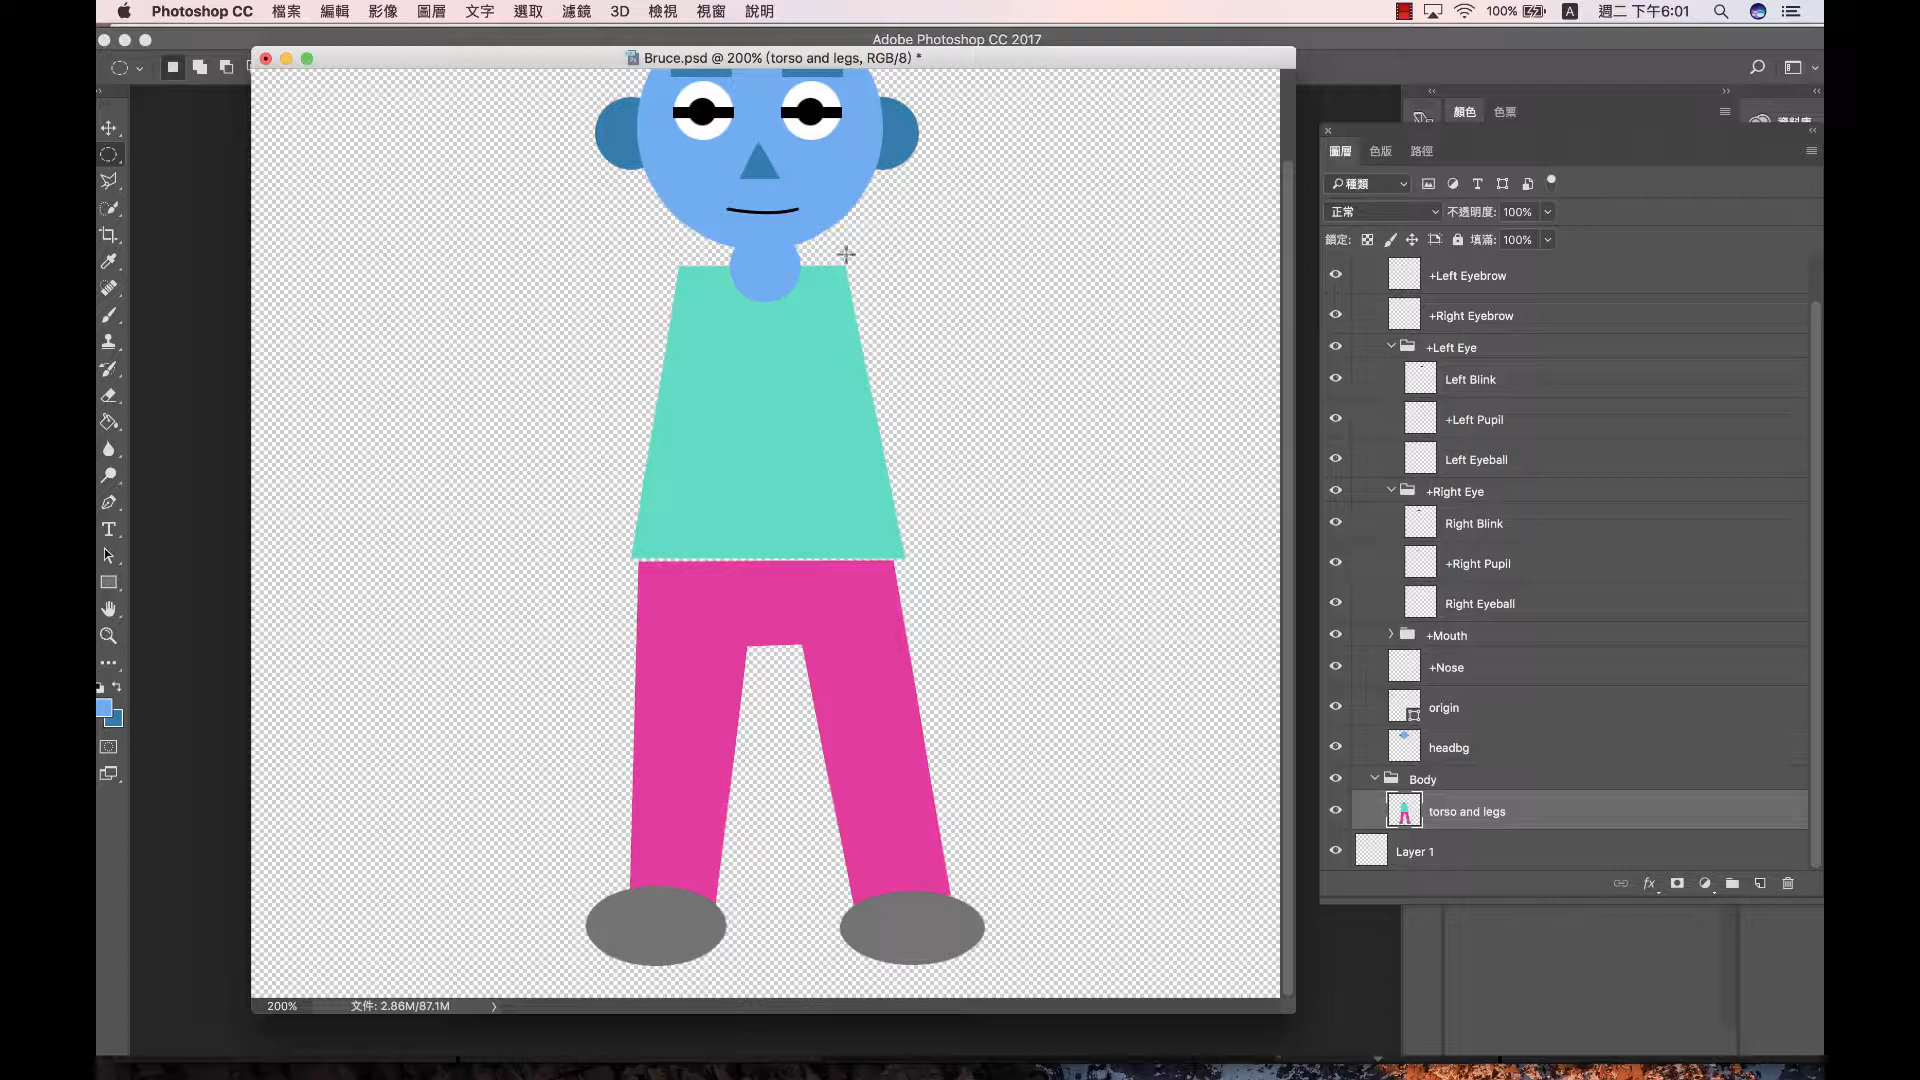 Photoshop CC 檔案 編輯 影像 圖層 文字 選取 濾鏡 3D 檢視 視窗 說明 100% A 週二 下午6:01
Adobe Photoshop CC 2017
Bruce.psd @ 200% (torso and legs, RGB/8) *
顏色 色票
資料庫
圖層 色版 路徑
種類
正常 不透明度: 100%
鎖定: 填滿: 100%
+Left Eyebrow
+Right Eyebrow
+Left Eye
Left Blink
+Left Pupil
Left Eyeball
+Right Eye
Right Blink
+Right Pupil
Right Eyeball
+Mouth
+Nose
origin
headbg
Body
torso and legs
Layer 1
fx
200% 文件: 2.86M/87.1M